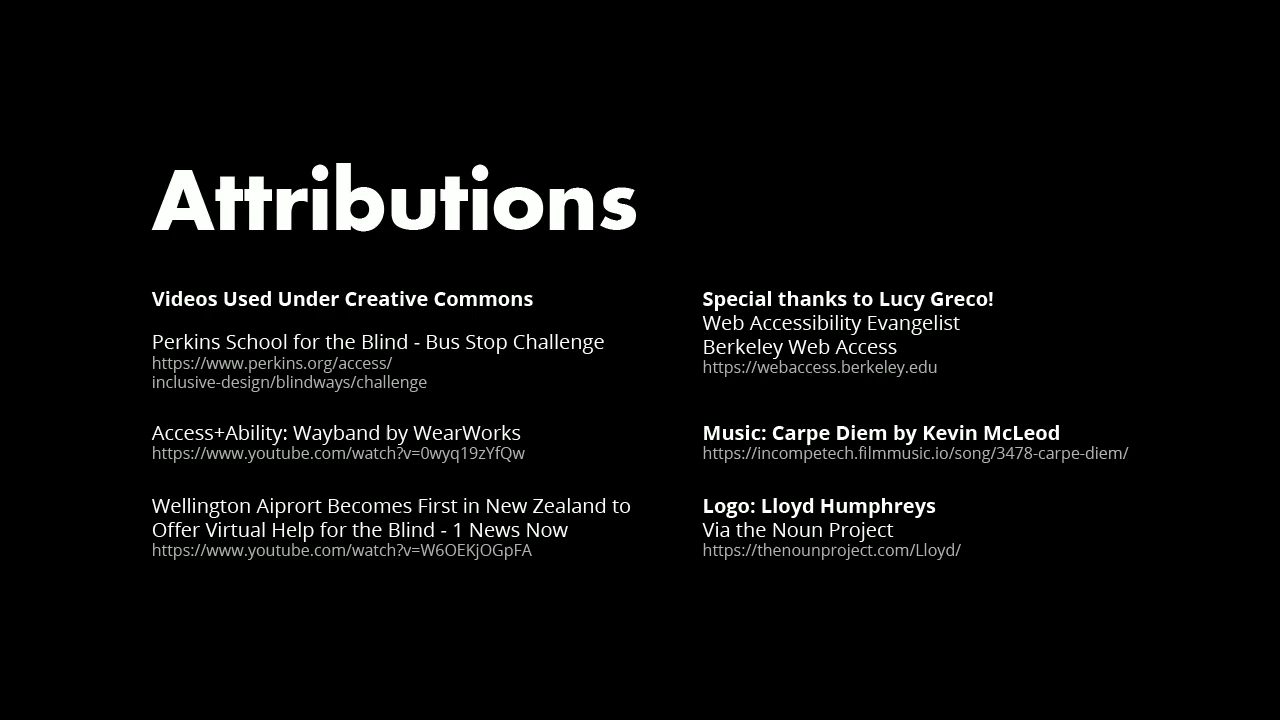 Attributions
Videos Used Under Creative Commons
Perkins School for the Blind - Bus Stop Challenge
https://www.perkins.org/access/
inclusive-design/blindways/challenge
Access+Ability: Wayband by WearWorks
https://www.youtube.com/watch?v=0wyq19zYfQw
Wellington Aiprort Becomes First in New Zealand to
Offer Virtual Help for the Blind - 1 News Now
https://www.youtube.com/watch?v=W6OEKjOGpFA
Special thanks to Lucy Greco!
Web Accessibility Evangelist
Berkeley Web Access
https://webaccess.berkeley.edu
Music: Carpe Diem by Kevin McLeod
https://incompetech.filmmusic.io/song/3478-carpe-diem/
Logo: Lloyd Humphreys
Via the Noun Project
https://thenounproject.com/Lloyd/